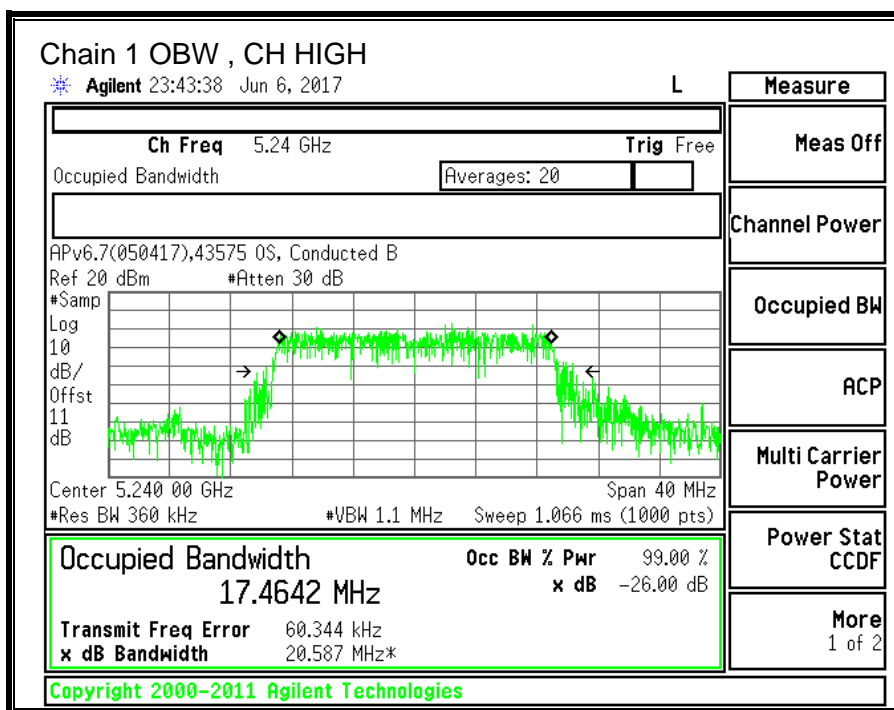 Chain 1 OBW , CH HIGH
Agilent 23:43:38 Jun 6, 2017 L
Measure
Ch Freq 5.24 GHz Trig Free
Meas Off
Occupied Bandwidth Averages: 20
Channel Power
APv6.7(050417),43575 OS, Conducted B
Ref 20 dBm #Atten 30 dB
#Samp
Log
10
dB/
Offst
11
dB
Occupied BW
ACP
Center 5.240 00 GHz Span 40 MHz
#Res BW 360 kHz #VBW 1.1 MHz Sweep 1.066 ms (1000 pts)
Multi Carrier
Power
Occupied Bandwidth Occ BW % Pwr 99.00 %
17.4642 MHz x dB -26.00 dB
Power Stat
CCDF
Transmit Freq Error 60.344 kHz
x dB Bandwidth 20.587 MHz*
More
1 of 2
Copyright 2000-2011 Agilent Technologies